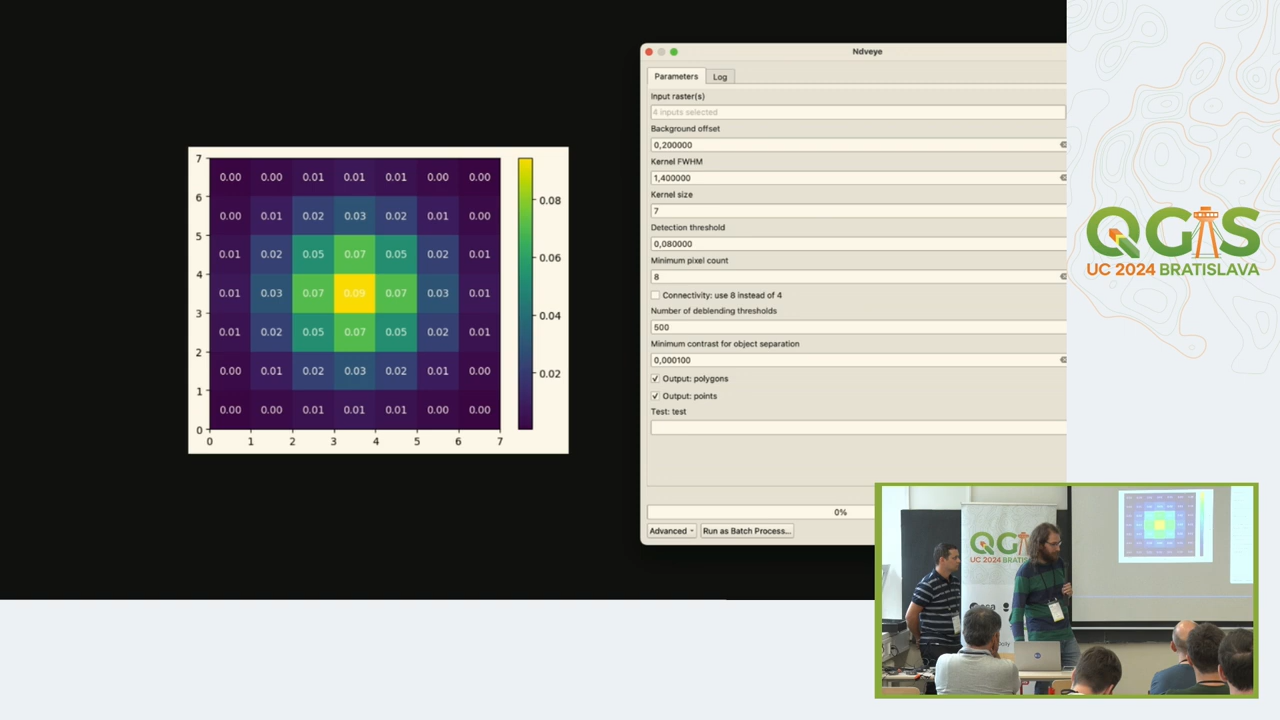 7
0.00 0.00 0.01 0.01 0.01 0.00 0.00
6
0.00 0.01 0.02 0.03 0.02 0.01 0.00
5
0.01 0.02 0.05 0.07 0.05 0.02 0.01
4
0.01 0.03 0.07 0.09 0.07 0.03 0.01
3
0.01 0.02 0.05 0.07 0.05 0.02 0.01
2
0.00 0.01 0.02 0.03 0.02 0.01 0.00
1
0.00 0.00 0.01 0.01 0.01 0.00 0.00
0
0 1 2 3 4 5 6 7
0.08
0.06
0.04
0.02
Ndveye
Parameters Log
Input raster(s)
4 inputs selected
Background offset
0,200000
Kernel FWHM
1,400000
Kernel size
7
Detection threshold
0,080000
Minimum pixel count
8
Connectivity: use 8 instead of 4
Number of deblending thresholds
500
Minimum contrast for object separation
0,000100
Output: polygons
Output: points
Test: test
0%
Advanced Run as Batch Process...
QGIS
UC 2024 BRATISLAVA
QGI
UC 2024 BRATIS